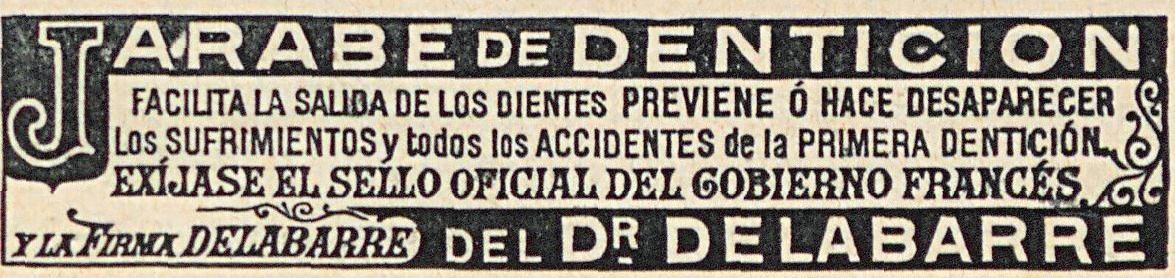 JARABE DE DENTICION
FACILITA LA SALIDA DE LOS DIENTES PREVIENE Ó HACE DESAPARECER
Los SUFRIMIENTOS y todos los ACCIDENTES de la PRIMERA DENTICIÓN.
EXÍJASE EL SELLO OFICIAL DEL GOBIERNO FRANCÉS
Y LA FIRMA DELABARRE DEL DR. DELABARRE